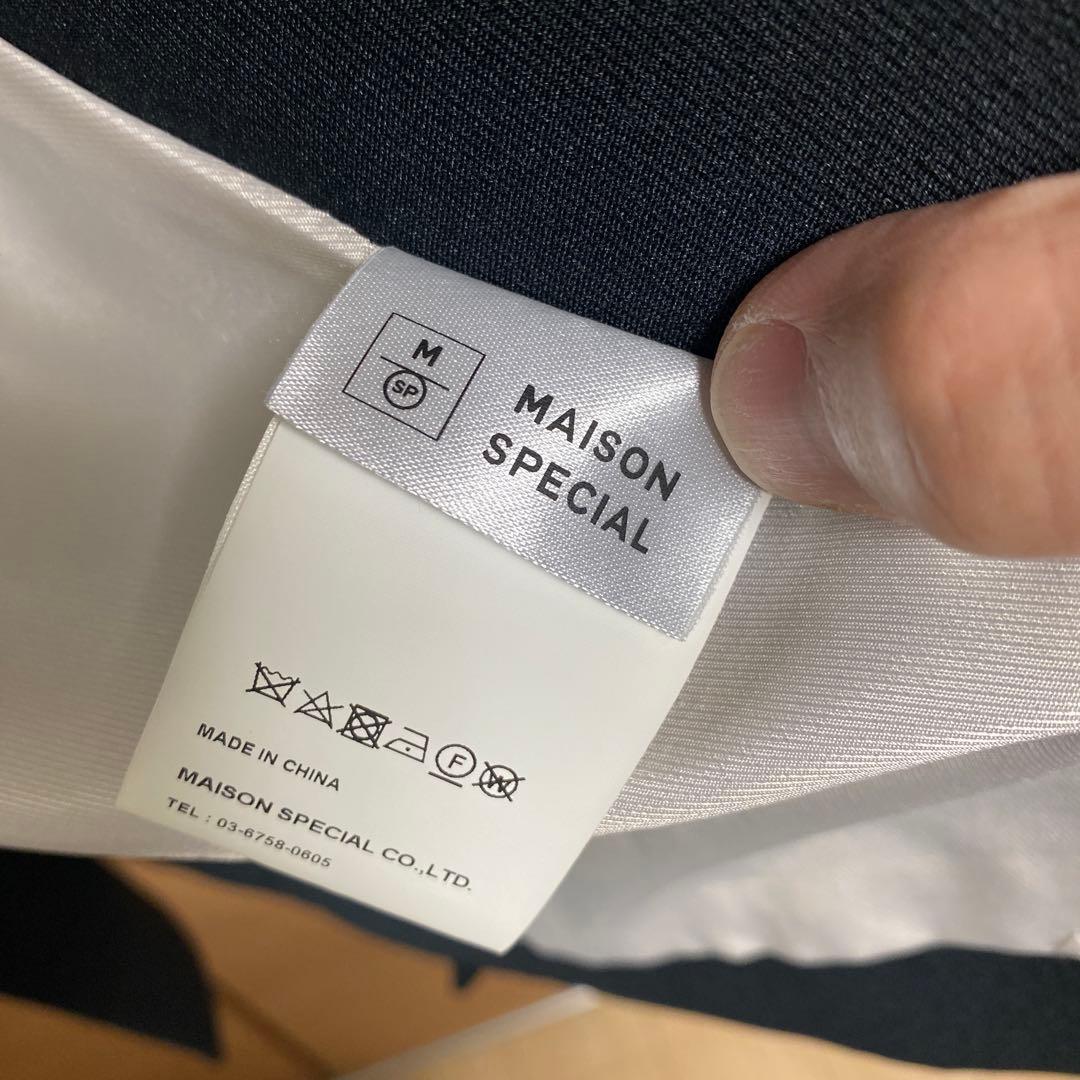 M
SP
MAISON
SPECIAL
F
W
MADE IN CHINA
MAISON SPECIAL CO.,LTD.
TEL : 03-6758-0605